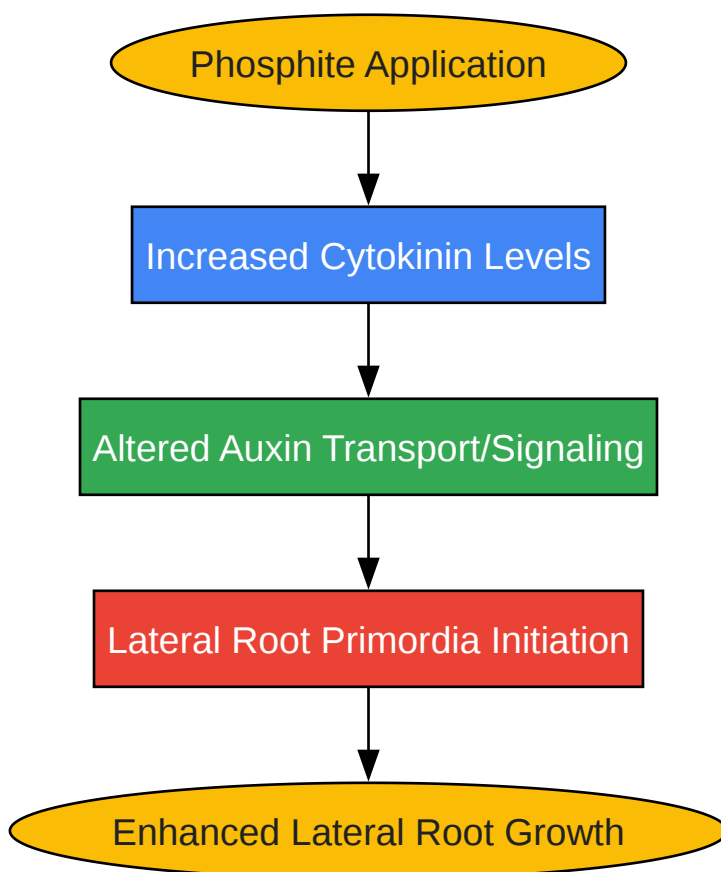 Phosphite Application
Increased Cytokinin Levels
Altered Auxin Transport/Signaling
Lateral Root Primordia Initiation
Enhanced Lateral Root Growth